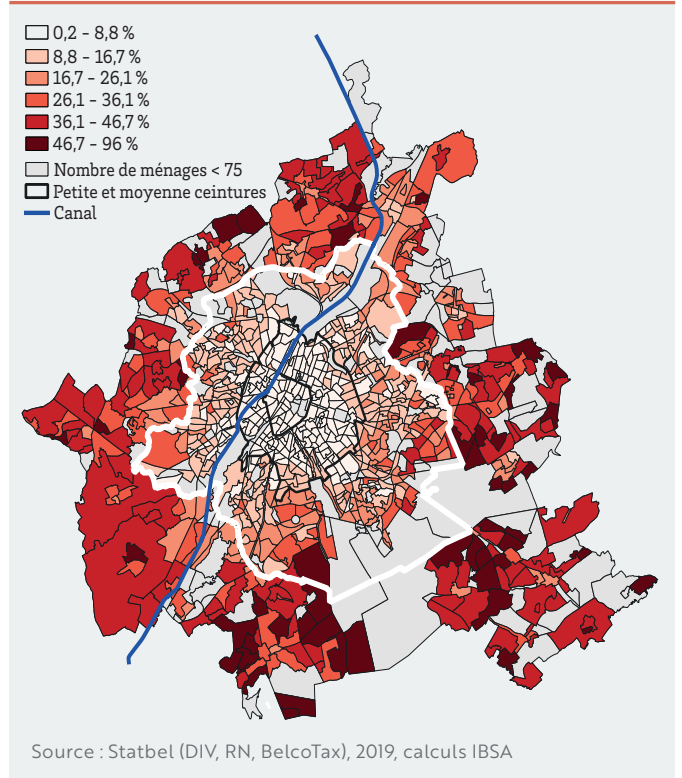 0,2 - 8,8 %
8,8 - 16,7 %
16,7 - 26,1 %
26,1 - 36,1 %
36,1 - 46,7 %
46,7 - 96 %
Nombre de ménages < 75
Petite et moyenne ceintures
Canal
Source : Statbel (DIV, RN, BelcoTax), 2019, calculs IBSA